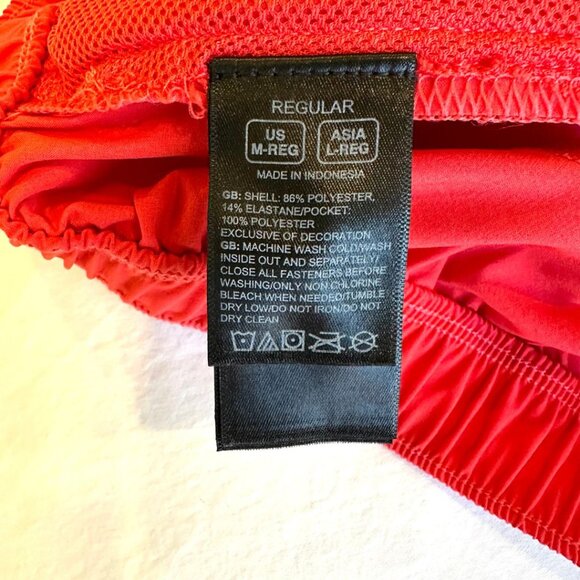 REGULAR
US ASIA
M-REG L-REG
MADE IN INDONESIA
GB: SHELL: 86% POLYESTER,
14% ELASTANE/POCKET:
100% POLYESTER
EXCLUSIVE OF DECORATION
GB: MACHINE WASH COLD/WASH
INSIDE OUT AND SEPARATELY/
CLOSE ALL FASTENERS BEFORE
WASHING/ONLY NON CHLORINE
BLEACH WHEN NEEDED/TUMBLE
DRY LOW/DO NOT IRON/DO NOT
DRY CLEAN